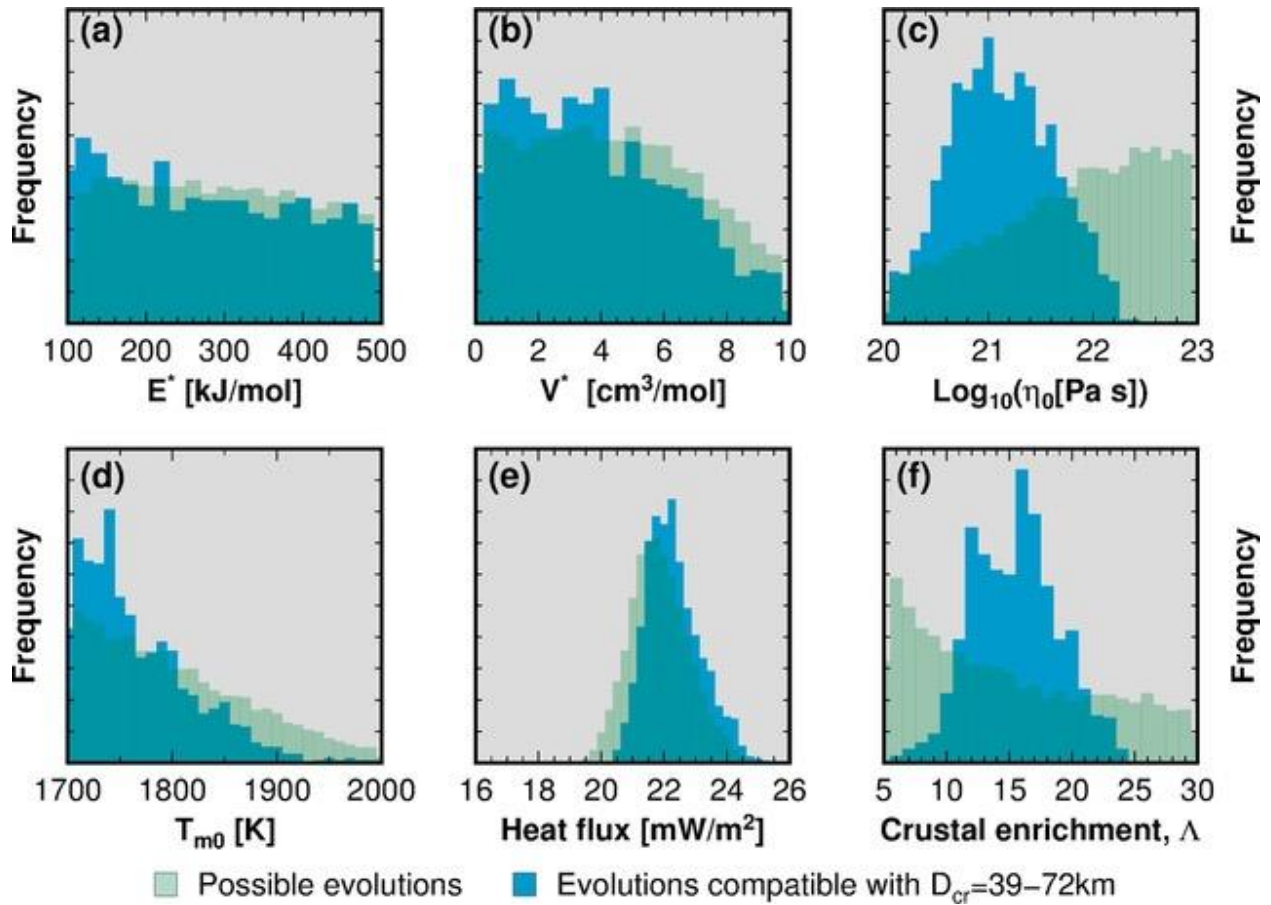 (a) (b) (c)
Frequency Frequency
100 200 300 400 500 0 2 4 6 8 10 20 21 22 23
E* [kJ/mol] V* [cm³/mol] Log₁₀(η₀[Pa s])
(d) (e) (f)
Frequency Frequency
1700 1800 1900 2000 16 18 20 22 24 26 5 10 15 20 25 30
Tₘ₀ [K] Heat flux [mW/m²] Crustal enrichment, Λ
Possible evolutions Evolutions compatible with D_cr=39−72km